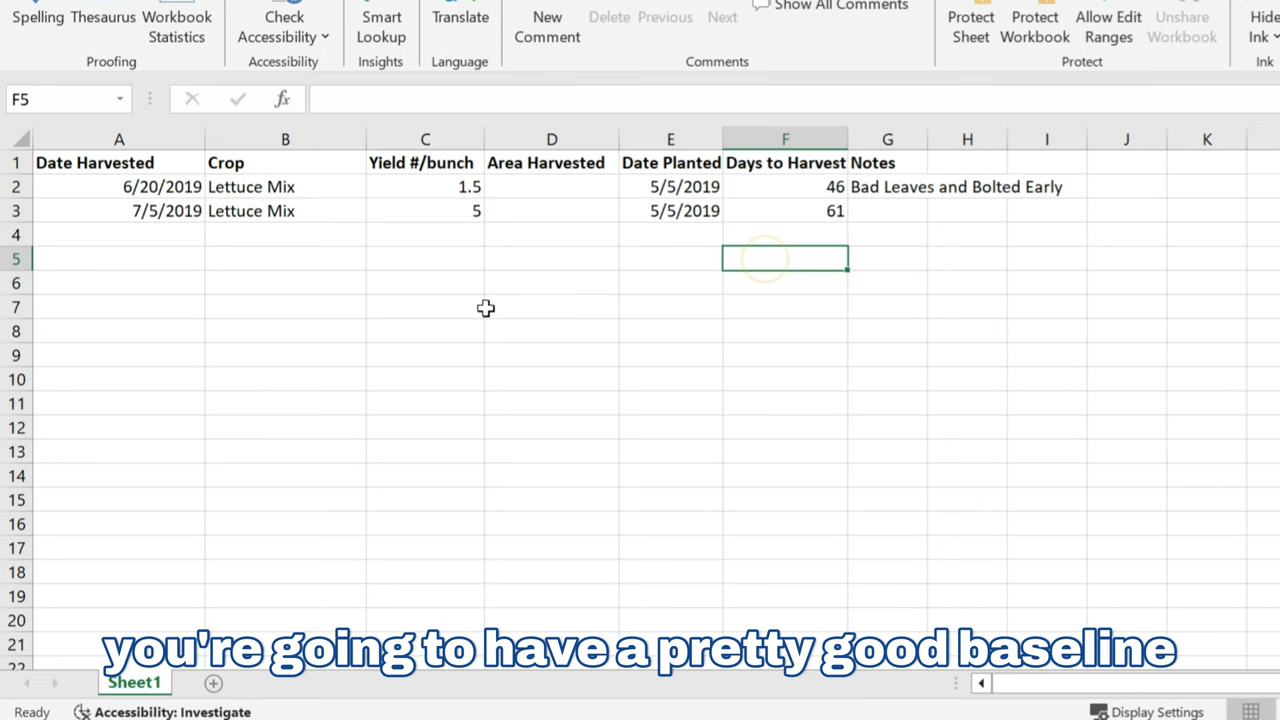 Spelling Thesaurus Workbook Statistics
Check Accessibility
Smart Lookup
Translate
New Comment
Delete Previous Next
Show All Comments
Protect Sheet
Protect Workbook
Allow Edit Ranges
Unshare Workbook
Hide Ink
Proofing Accessibility Insights Language Comments Protect Ink
F5 fx
A B C D E F G H I J K
1 Date Harvested Crop Yield #/bunch Area Harvested Date Planted Days to Harvest Notes
2 6/20/2019 Lettuce Mix 1.5 5/5/2019 46 Bad Leaves and Bolted Early
3 7/5/2019 Lettuce Mix 5 5/5/2019 61
4
5
6
7
8
9
10
11
12
13
14
15
16
17
18
19
20
21
22
you're going to have a pretty good baseline
Sheet1
Ready Accessibility: Investigate Display Settings